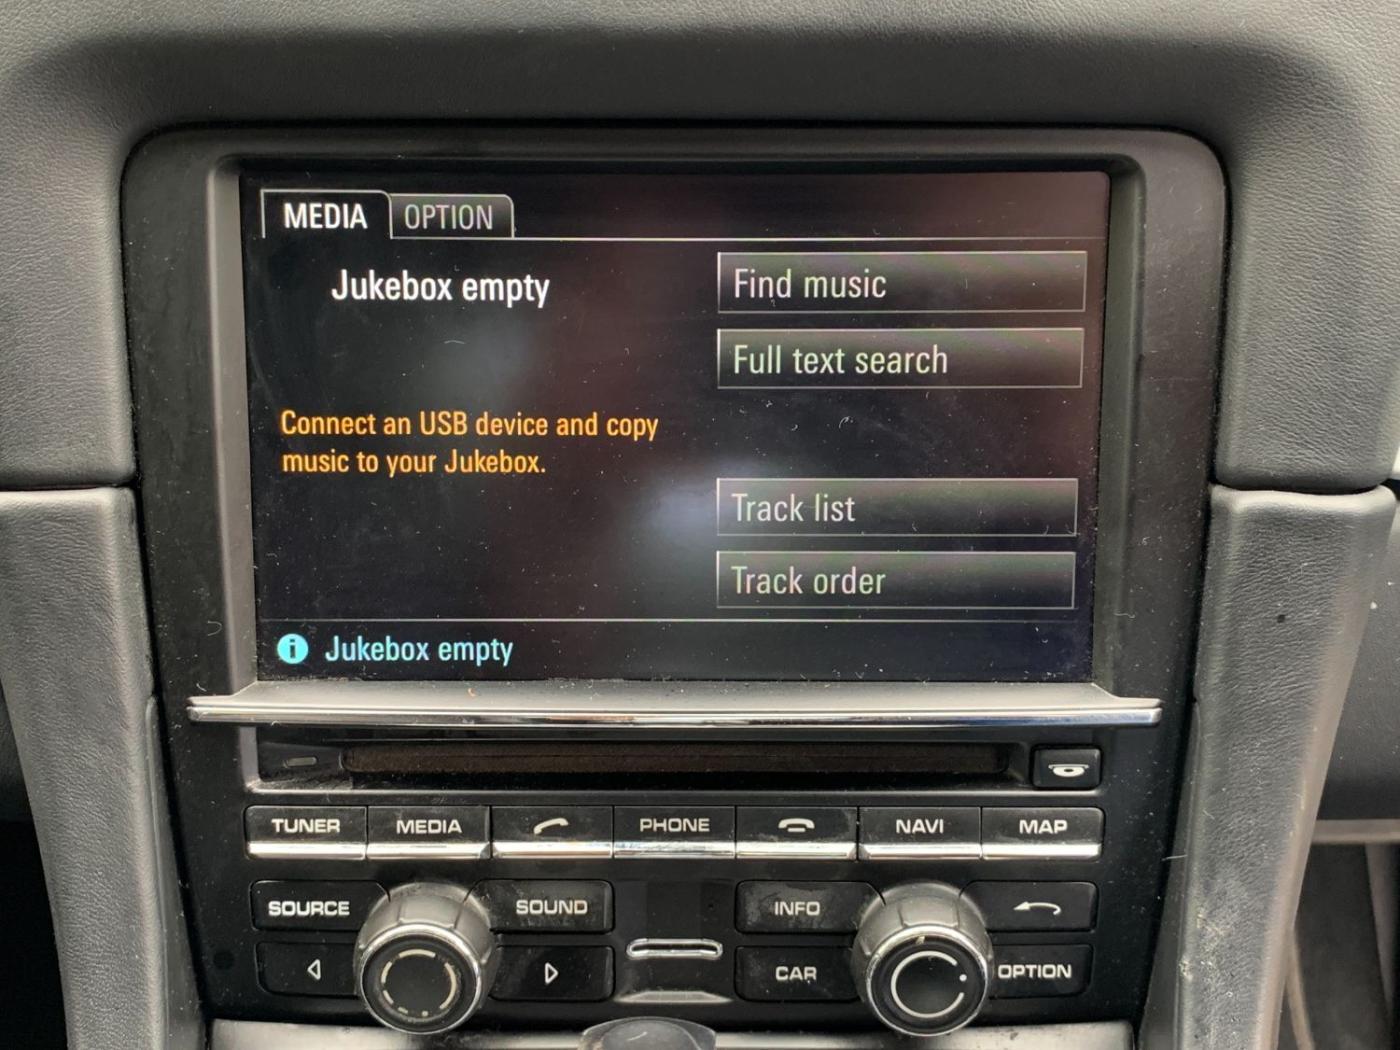 MEDIA OPTION
Jukebox empty
Find music
Full text search
Connect an USB device and copy
music to your Jukebox.
Track list
Track order
i Jukebox empty
TUNER MEDIA PHONE NAVI MAP
SOURCE SOUND INFO
CAR OPTION